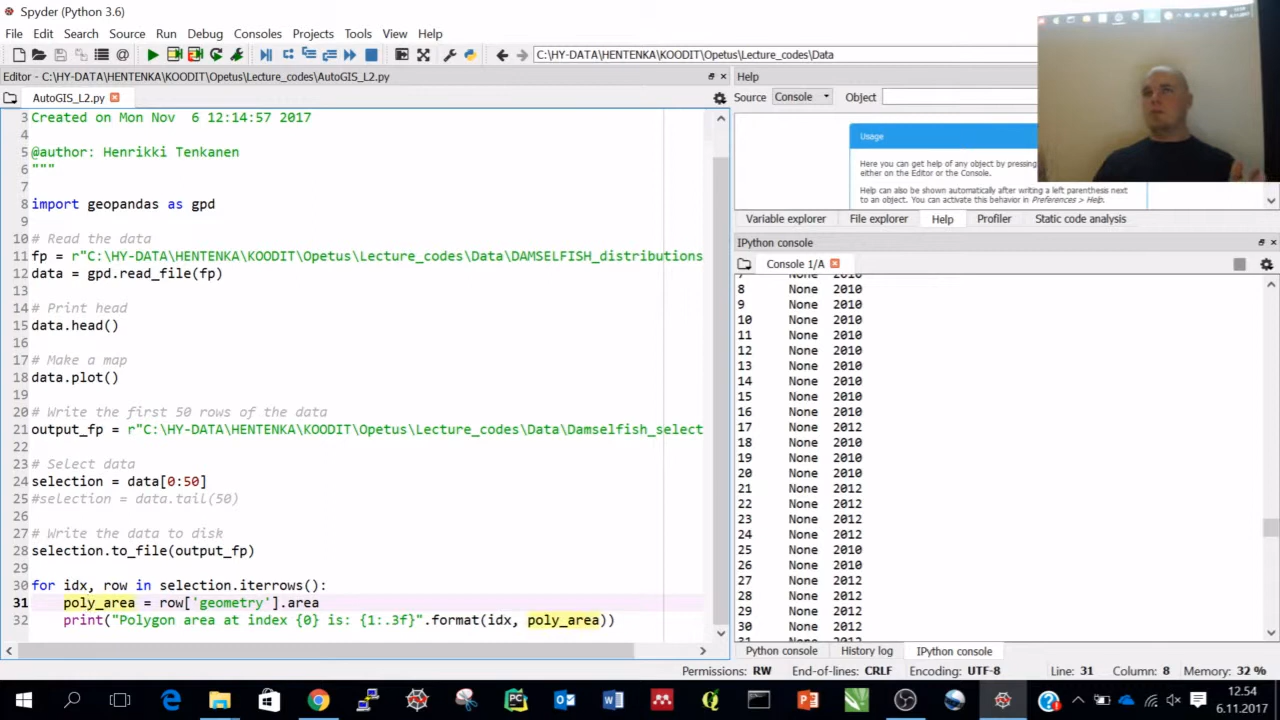 Spyder (Python 3.6)
File Edit Search Source Run Debug Consoles Projects Tools View Help
C:\HY-DATA\HENTENKA\KOODIT\Opetus\Lecture_codes\Data
Editor - C:\HY-DATA\HENTENKA\KOODIT\Opetus\Lecture_codes\AutoGIS_L2.py
AutoGIS_L2.py
3 Created on Mon Nov  6 12:14:57 2017
4
5 @author: Henrikki Tenkanen
6 """
7
8 import geopandas as gpd
9
10 # Read the data
11 fp = r"C:\HY-DATA\HENTENKA\KOODIT\Opetus\Lecture_codes\Data\DAMSELFISH_distributions
12 data = gpd.read_file(fp)
13
14 # Print head
15 data.head()
16
17 # Make a map
18 data.plot()
19
20 # Write the first 50 rows of the data
21 output_fp = r"C:\HY-DATA\HENTENKA\KOODIT\Opetus\Lecture_codes\Data\Damselfish_select
22
23 # Select data
24 selection = data[0:50]
25 #selection = data.tail(50)
26
27 # Write the data to disk
28 selection.to_file(output_fp)
29
30 for idx, row in selection.iterrows():
31     poly_area = row['geometry'].area
32     print("Polygon area at index {0} is: {1:.3f}".format(idx, poly_area))
Help
Source Console Object
Usage
Here you can get help of any object by pressing
either on the Editor or the Console.
Help can also be shown automatically after writing a left parenthesis next
to an object. You can activate this behavior in Preferences > Help.
Variable explorer File explorer Help Profiler Static code analysis
IPython console
Console 1/A
7 None 2010
8 None 2010
9 None 2010
10 None 2010
11 None 2010
12 None 2010
13 None 2010
14 None 2010
15 None 2010
16 None 2010
17 None 2012
18 None 2010
19 None 2010
20 None 2010
21 None 2012
22 None 2012
23 None 2012
24 None 2012
25 None 2010
26 None 2010
27 None 2012
28 None 2012
29 None 2012
30 None 2012
31 None 2012
Python console History log IPython console
Permissions: RW End-of-lines: CRLF Encoding: UTF-8 Line: 31 Column: 8 Memory: 32 %
12.54
6.11.2017